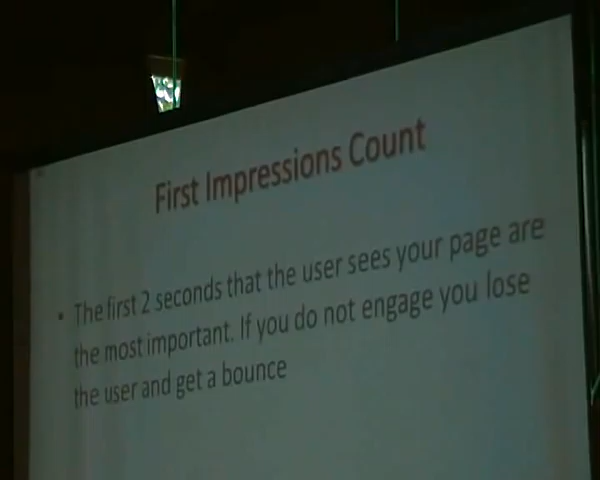 First Impressions Count
• The first 2 seconds that the user sees your page are
the most important. If you do not engage you lose
the user and get a bounce